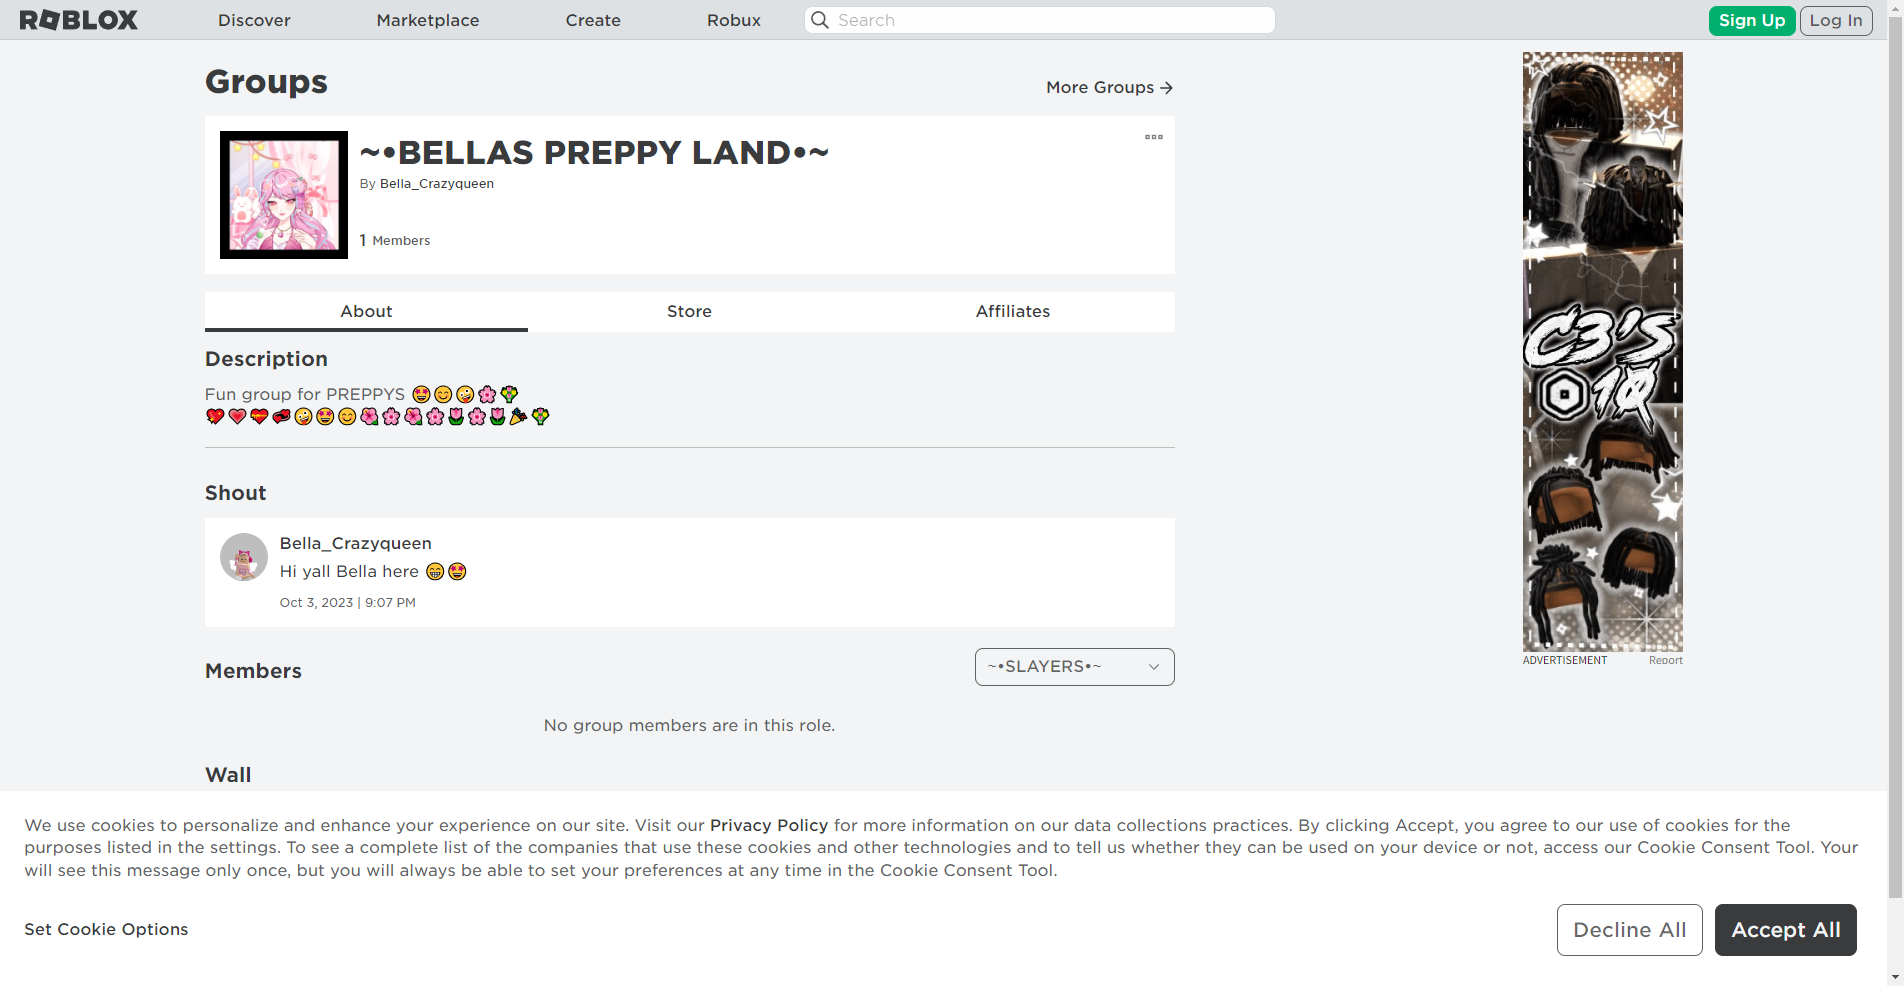 ROBLOX
Discover
Marketplace
Create
Robux
Search
Sign Up
Log In
Groups
More Groups →
~•BELLAS PREPPY LAND•~
By Bella_Crazyqueen
1 Members
About
Store
Affiliates
Description
Fun group for PREPPYS 🤩😊🤪🌸💐
💖💗💝💞🤪🤩😊🌺🌸🌺🌸🌷🌸🌷🎉💐
Shout
Bella_Crazyqueen
Hi yall Bella here 😁🤩
Oct 3, 2023 | 9:07 PM
Members
~•SLAYERS•~
No group members are in this role.
Wall
C3'S
10
ADVERTISEMENT
Report
We use cookies to personalize and enhance your experience on our site. Visit our Privacy Policy for more information on our data collections practices. By clicking Accept, you agree to our use of cookies for the
purposes listed in the settings. To see a complete list of the companies that use these cookies and other technologies and to tell us whether they can be used on your device or not, access our Cookie Consent Tool. Your
will see this message only once, but you will always be able to set your preferences at any time in the Cookie Consent Tool.
Set Cookie Options
Decline All
Accept All